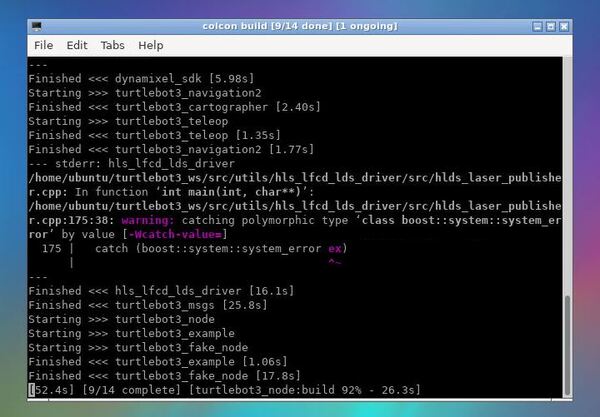 colcon build [9/14 done] [1 ongoing]
File Edit Tabs Help
---
Finished <<< dynamixel_sdk [5.98s]
Starting >>> turtlebot3_navigation2
Finished <<< turtlebot3_cartographer [2.40s]
Starting >>> turtlebot3_teleop
Finished <<< turtlebot3_teleop [1.35s]
Finished <<< turtlebot3_navigation2 [1.77s]
--- stderr: hls_lfcd_lds_driver
/home/ubuntu/turtlebot3_ws/src/utils/hls_lfcd_lds_driver/src/hlds_laser_publishe
r.cpp: In function ‘int main(int, char**)’:
/home/ubuntu/turtlebot3_ws/src/utils/hls_lfcd_lds_driver/src/hlds_laser_publishe
r.cpp:175:38: warning: catching polymorphic type ‘class boost::system::system_er
ror’ by value [-Wcatch-value=]
175 | catch (boost::system::system_error ex)
| ^~
---
Finished <<< hls_lfcd_lds_driver [16.1s]
Finished <<< turtlebot3_msgs [25.8s]
Starting >>> turtlebot3_node
Starting >>> turtlebot3_example
Starting >>> turtlebot3_fake_node
Finished <<< turtlebot3_example [1.06s]
Finished <<< turtlebot3_fake_node [17.8s]
[52.4s] [9/14 complete] [turtlebot3_node:build 92% - 26.3s]